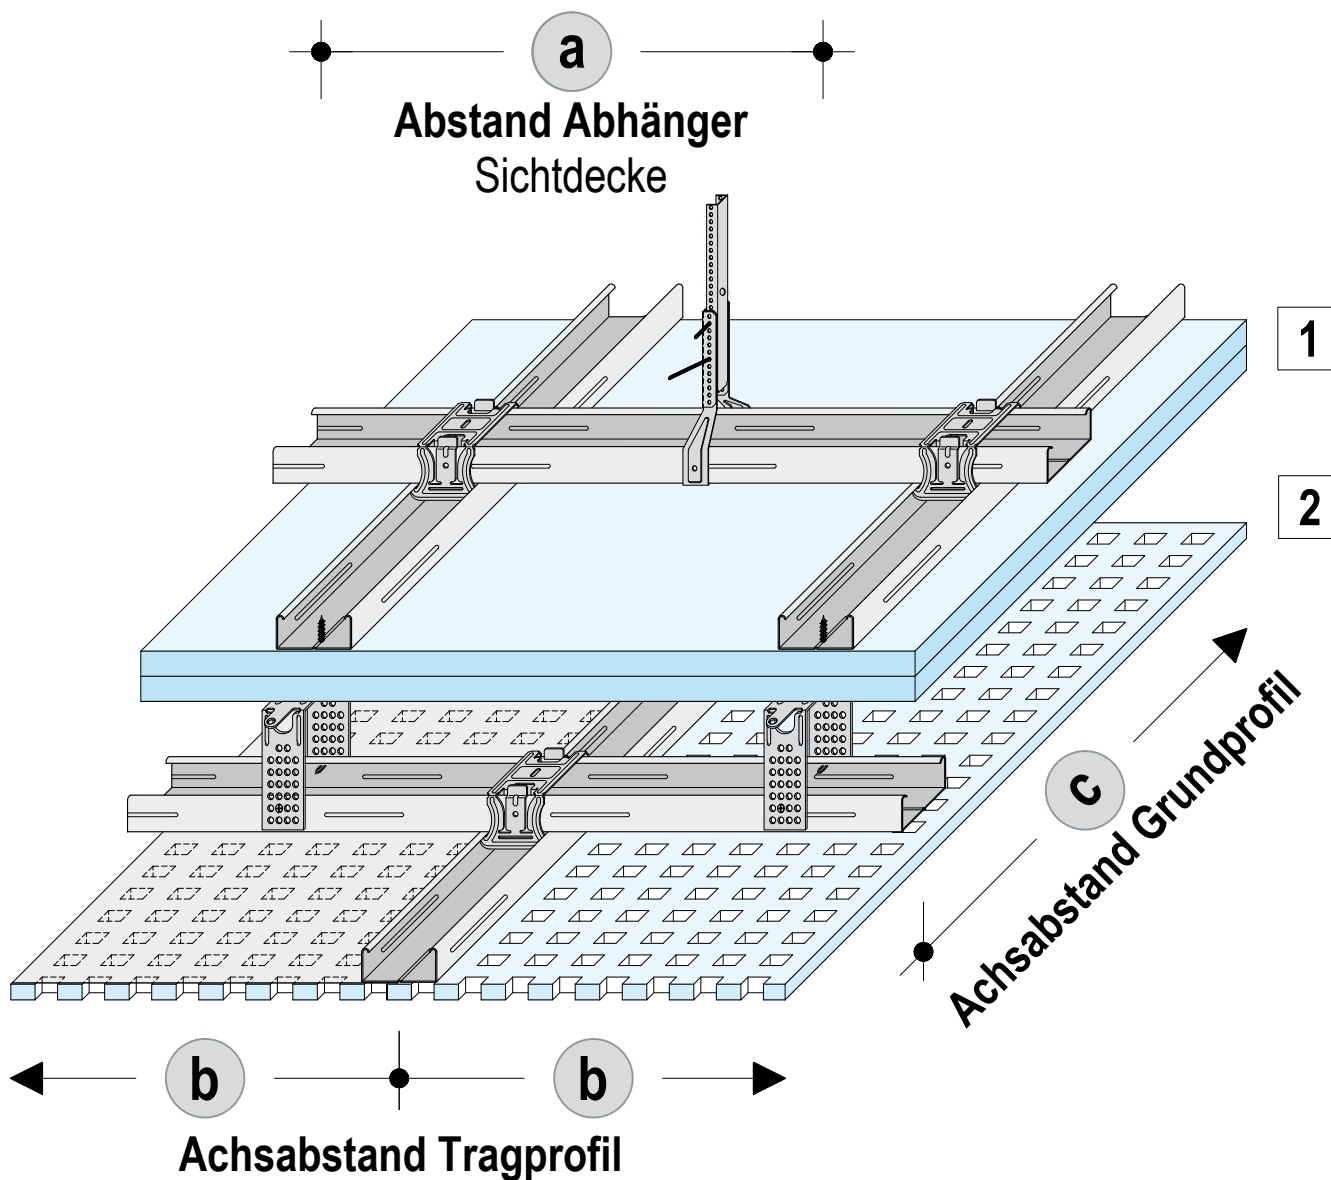 a
Abstand Abhänger
Sichtdecke
1
2
c
Achsabstand Grundprofil
b
b
Achsabstand Tragprofil